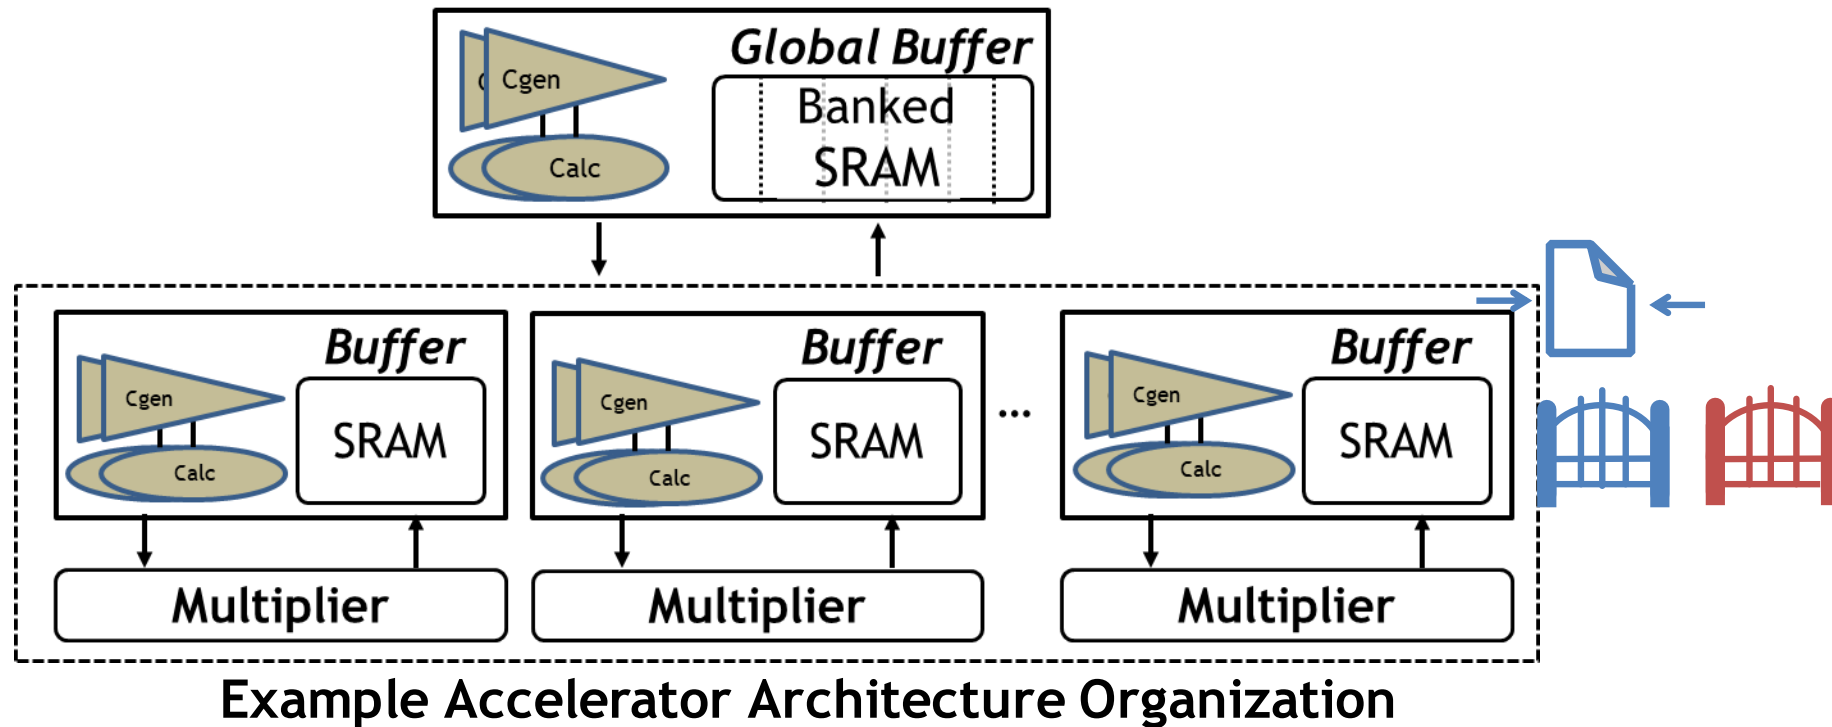 Global Buffer
Cgen
Banked
SRAM
Calc
Buffer
Cgen
SRAM
Calc
Buffer
Cgen
SRAM
Calc
...
Buffer
Cgen
SRAM
Calc
Multiplier
Multiplier
Multiplier
Example Accelerator Architecture Organization